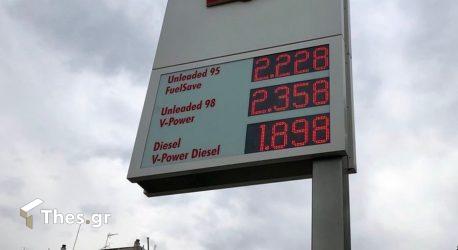 Unleaded 95
FuelSave
2.228
Unleaded 98
V-Power
2.358
Diesel
V-Power Diesel
1.898
Thes.gr